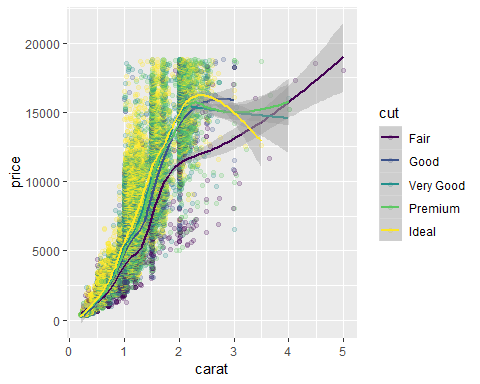 20000
15000
10000
5000
0
price
0 1 2 3 4 5
carat
cut
Fair
Good
Very Good
Premium
Ideal